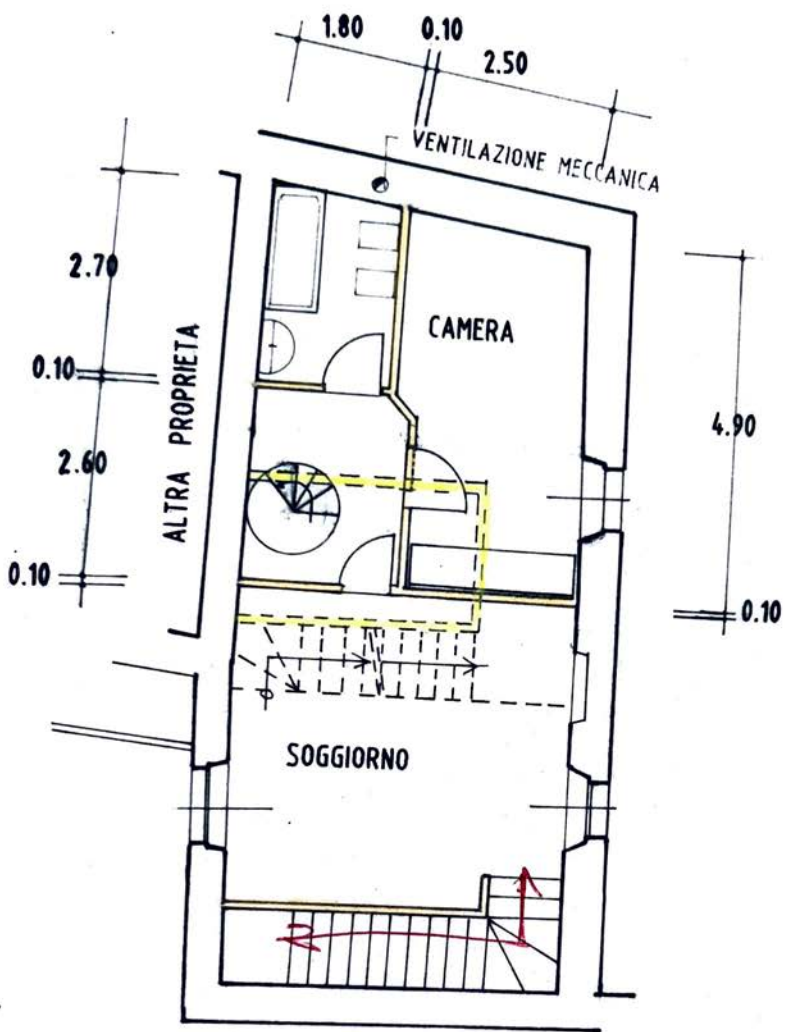 1.80
0.10
2.50
VENTILAZIONE MECCANICA
2.70
0.10
2.60
0.10
ALTRA PROPRIETA
CAMERA
4.90
0.10
SOGGIORNO